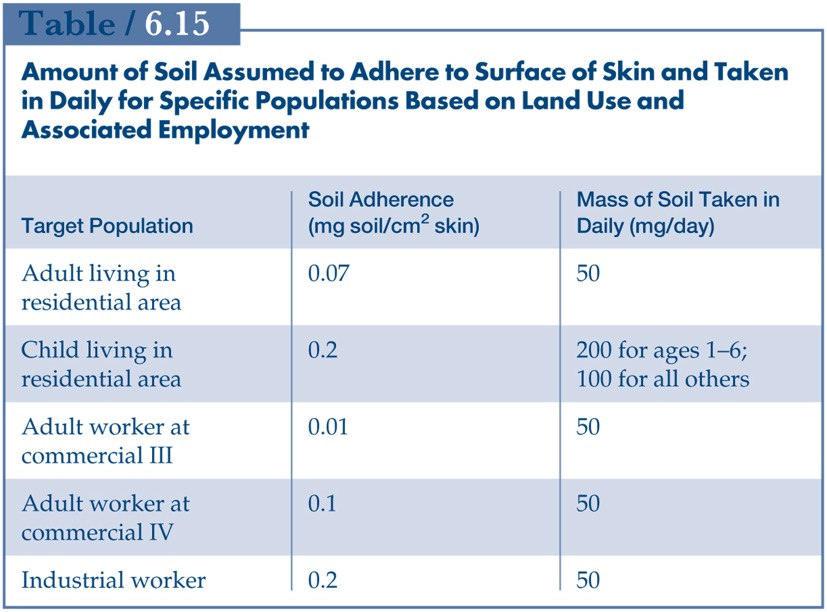 Table / 6.15
Amount of Soil Assumed to Adhere to Surface of Skin and Taken
in Daily for Specific Populations Based on Land Use and
Associated Employment
Target Population
Soil Adherence
(mg soil/cm² skin)
Mass of Soil Taken in
Daily (mg/day)
Adult living in
residential area
0.07
50
Child living in
residential area
0.2
200 for ages 1–6;
100 for all others
Adult worker at
commercial III
0.01
50
Adult worker at
commercial IV
0.1
50
Industrial worker
0.2
50